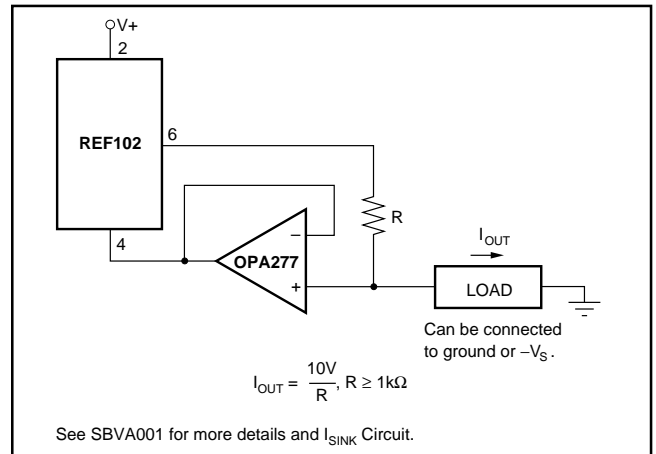 V+
2
REF102
6
R
4
−
OPA277
+
I_OUT
LOAD
Can be connected
to ground or −V_S .
I_OUT = 10V/R, R ≥ 1kΩ
See SBVA001 for more details and I_SINK Circuit.